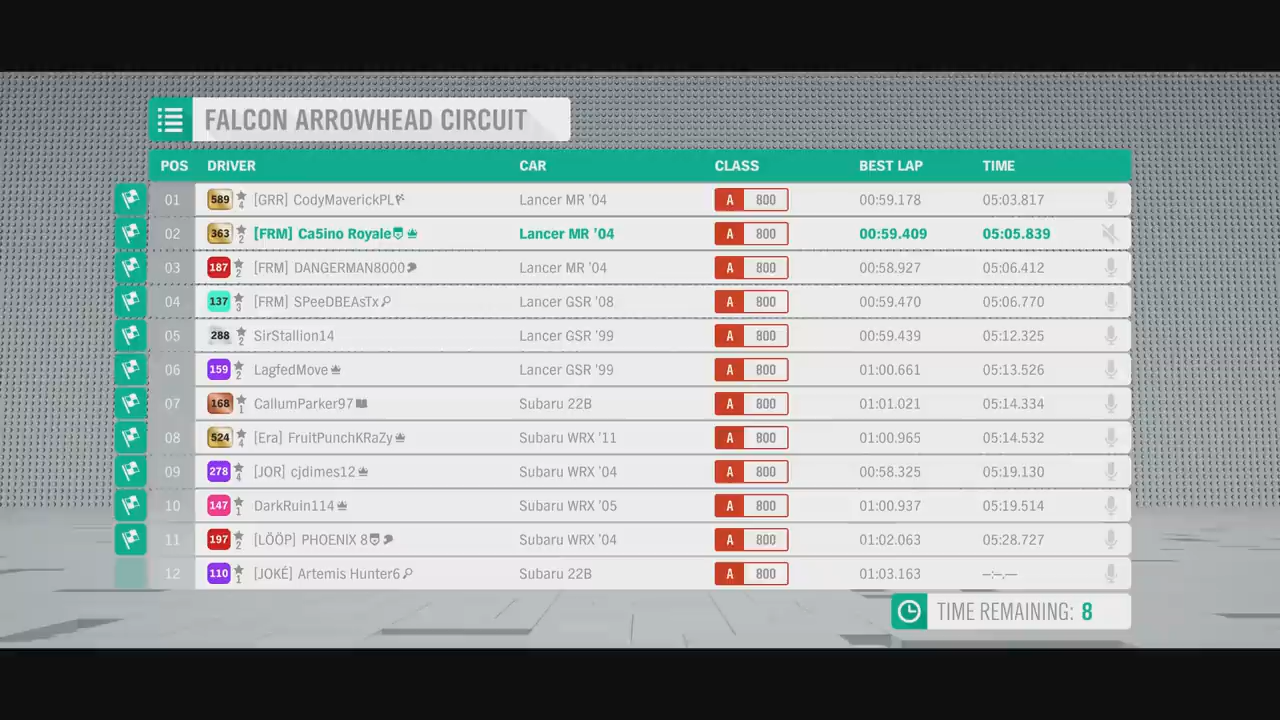 FALCON ARROWHEAD CIRCUIT
POS DRIVER CAR CLASS BEST LAP TIME
01 589 4 [GRR] CodyMaverickPL Lancer MR '04 A 800 00:59.178 05:03.817
02 363 2 [FRM] Ca5ino Royale Lancer MR '04 A 800 00:59.409 05:05.839
03 187 2 [FRM] DANGERMAN8000 Lancer MR '04 A 800 00:58.927 05:06.412
04 137 3 [FRM] SPeeDBEAsTx Lancer GSR '08 A 800 00:59.470 05:06.770
05 288 2 SirStallion14 Lancer GSR '99 A 800 00:59.439 05:12.325
06 159 2 LagfedMove Lancer GSR '99 A 800 01:00.661 05:13.526
07 168 1 CallumParker97 Subaru 22B A 800 01:01.021 05:14.334
08 524 4 [Era] FruitPunchKRaZy Subaru WRX '11 A 800 01:00.965 05:14.532
09 278 4 [JOR] cjdimes12 Subaru WRX '04 A 800 00:58.325 05:19.130
10 147 1 DarkRuin114 Subaru WRX '05 A 800 01:00.937 05:19.514
11 197 2 [LÖÖP] PHOENIX 8 Subaru WRX '04 A 800 01:02.063 05:28.727
12 110 1 [JOKÉ] Artemis Hunter6 Subaru 22B A 800 01:03.163 --:--.---
TIME REMAINING: 8